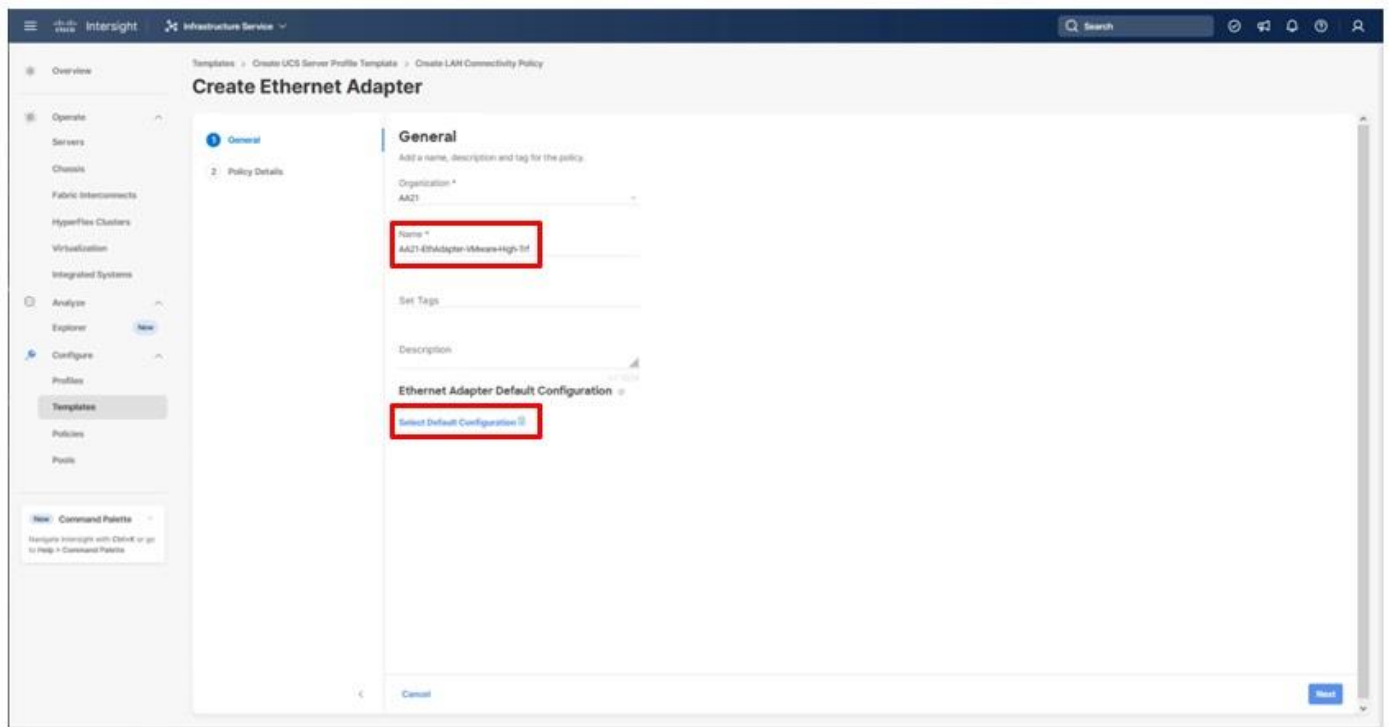 cisco Intersight Infrastructure Service Search
Templates > Create UCS Server Profile Template > Create LAN Connectivity Policy
Create Ethernet Adapter
Overview
Operate
Servers
Chassis
Fabric Interconnects
HyperFlex Clusters
Virtualization
Integrated Systems
Analyze
Explorer New
Configure
Profiles
Templates
Policies
Pools
New Command Palette
Navigate Intersight with Ctrl+K or go
to Help > Command Palette
1 General
2 Policy Details
General
Add a name, description and tag for the policy.
Organization *
AA21
Name *
AA21-EthAdapter-VMware-High-Trf
Set Tags
Description
Ethernet Adapter Default Configuration
Select Default Configuration
Cancel Next